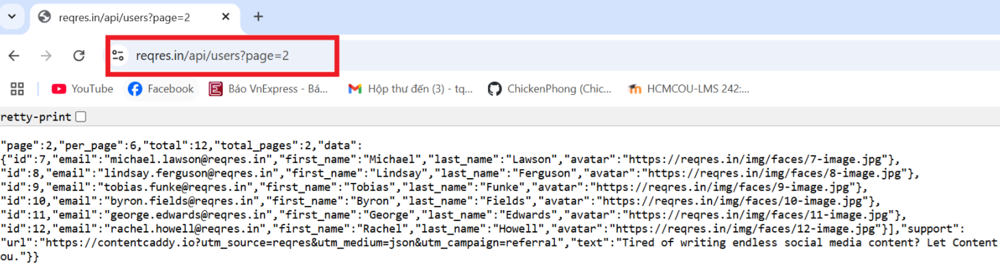 reqres.in/api/users?page=2
reqres.in/api/users?page=2
YouTube Facebook Báo VnExpress - Bá... Hộp thư đến (3) - tq... ChickenPhong (Chic... HCMCOU-LMS 242:...
retty-print
"page":2,"per_page":6,"total":12,"total_pages":2,"data":
{"id":7,"email":"michael.lawson@reqres.in","first_name":"Michael","last_name":"Lawson","avatar":"https://reqres.in/img/faces/7-image.jpg"},
"id":8,"email":"lindsay.ferguson@reqres.in","first_name":"Lindsay","last_name":"Ferguson","avatar":"https://reqres.in/img/faces/8-image.jpg"},
"id":9,"email":"tobias.funke@reqres.in","first_name":"Tobias","last_name":"Funke","avatar":"https://reqres.in/img/faces/9-image.jpg"},
"id":10,"email":"byron.fields@reqres.in","first_name":"Byron","last_name":"Fields","avatar":"https://reqres.in/img/faces/10-image.jpg"},
"id":11,"email":"george.edwards@reqres.in","first_name":"George","last_name":"Edwards","avatar":"https://reqres.in/img/faces/11-image.jpg"},
"id":12,"email":"rachel.howell@reqres.in","first_name":"Rachel","last_name":"Howell","avatar":"https://reqres.in/img/faces/12-image.jpg"}],"support":
"url":"https://contentcaddy.io?utm_source=reqres&utm_medium=json&utm_campaign=referral","text":"Tired of writing endless social media content? Let Content
ou."}}